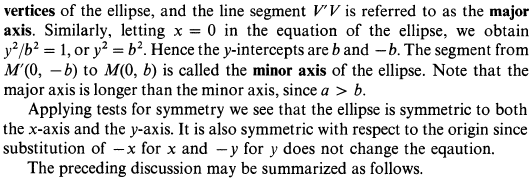 vertices of the ellipse, and the line segment V′V is referred to as the major
axis. Similarly, letting x = 0 in the equation of the ellipse, we obtain
y²/b² = 1, or y² = b². Hence the y-intercepts are b and −b. The segment from
M′(0, −b) to M(0, b) is called the minor axis of the ellipse. Note that the
major axis is longer than the minor axis, since a > b.
Applying tests for symmetry we see that the ellipse is symmetric to both
the x-axis and the y-axis. It is also symmetric with respect to the origin since
substitution of −x for x and −y for y does not change the eqaution.
The preceding discussion may be summarized as follows.